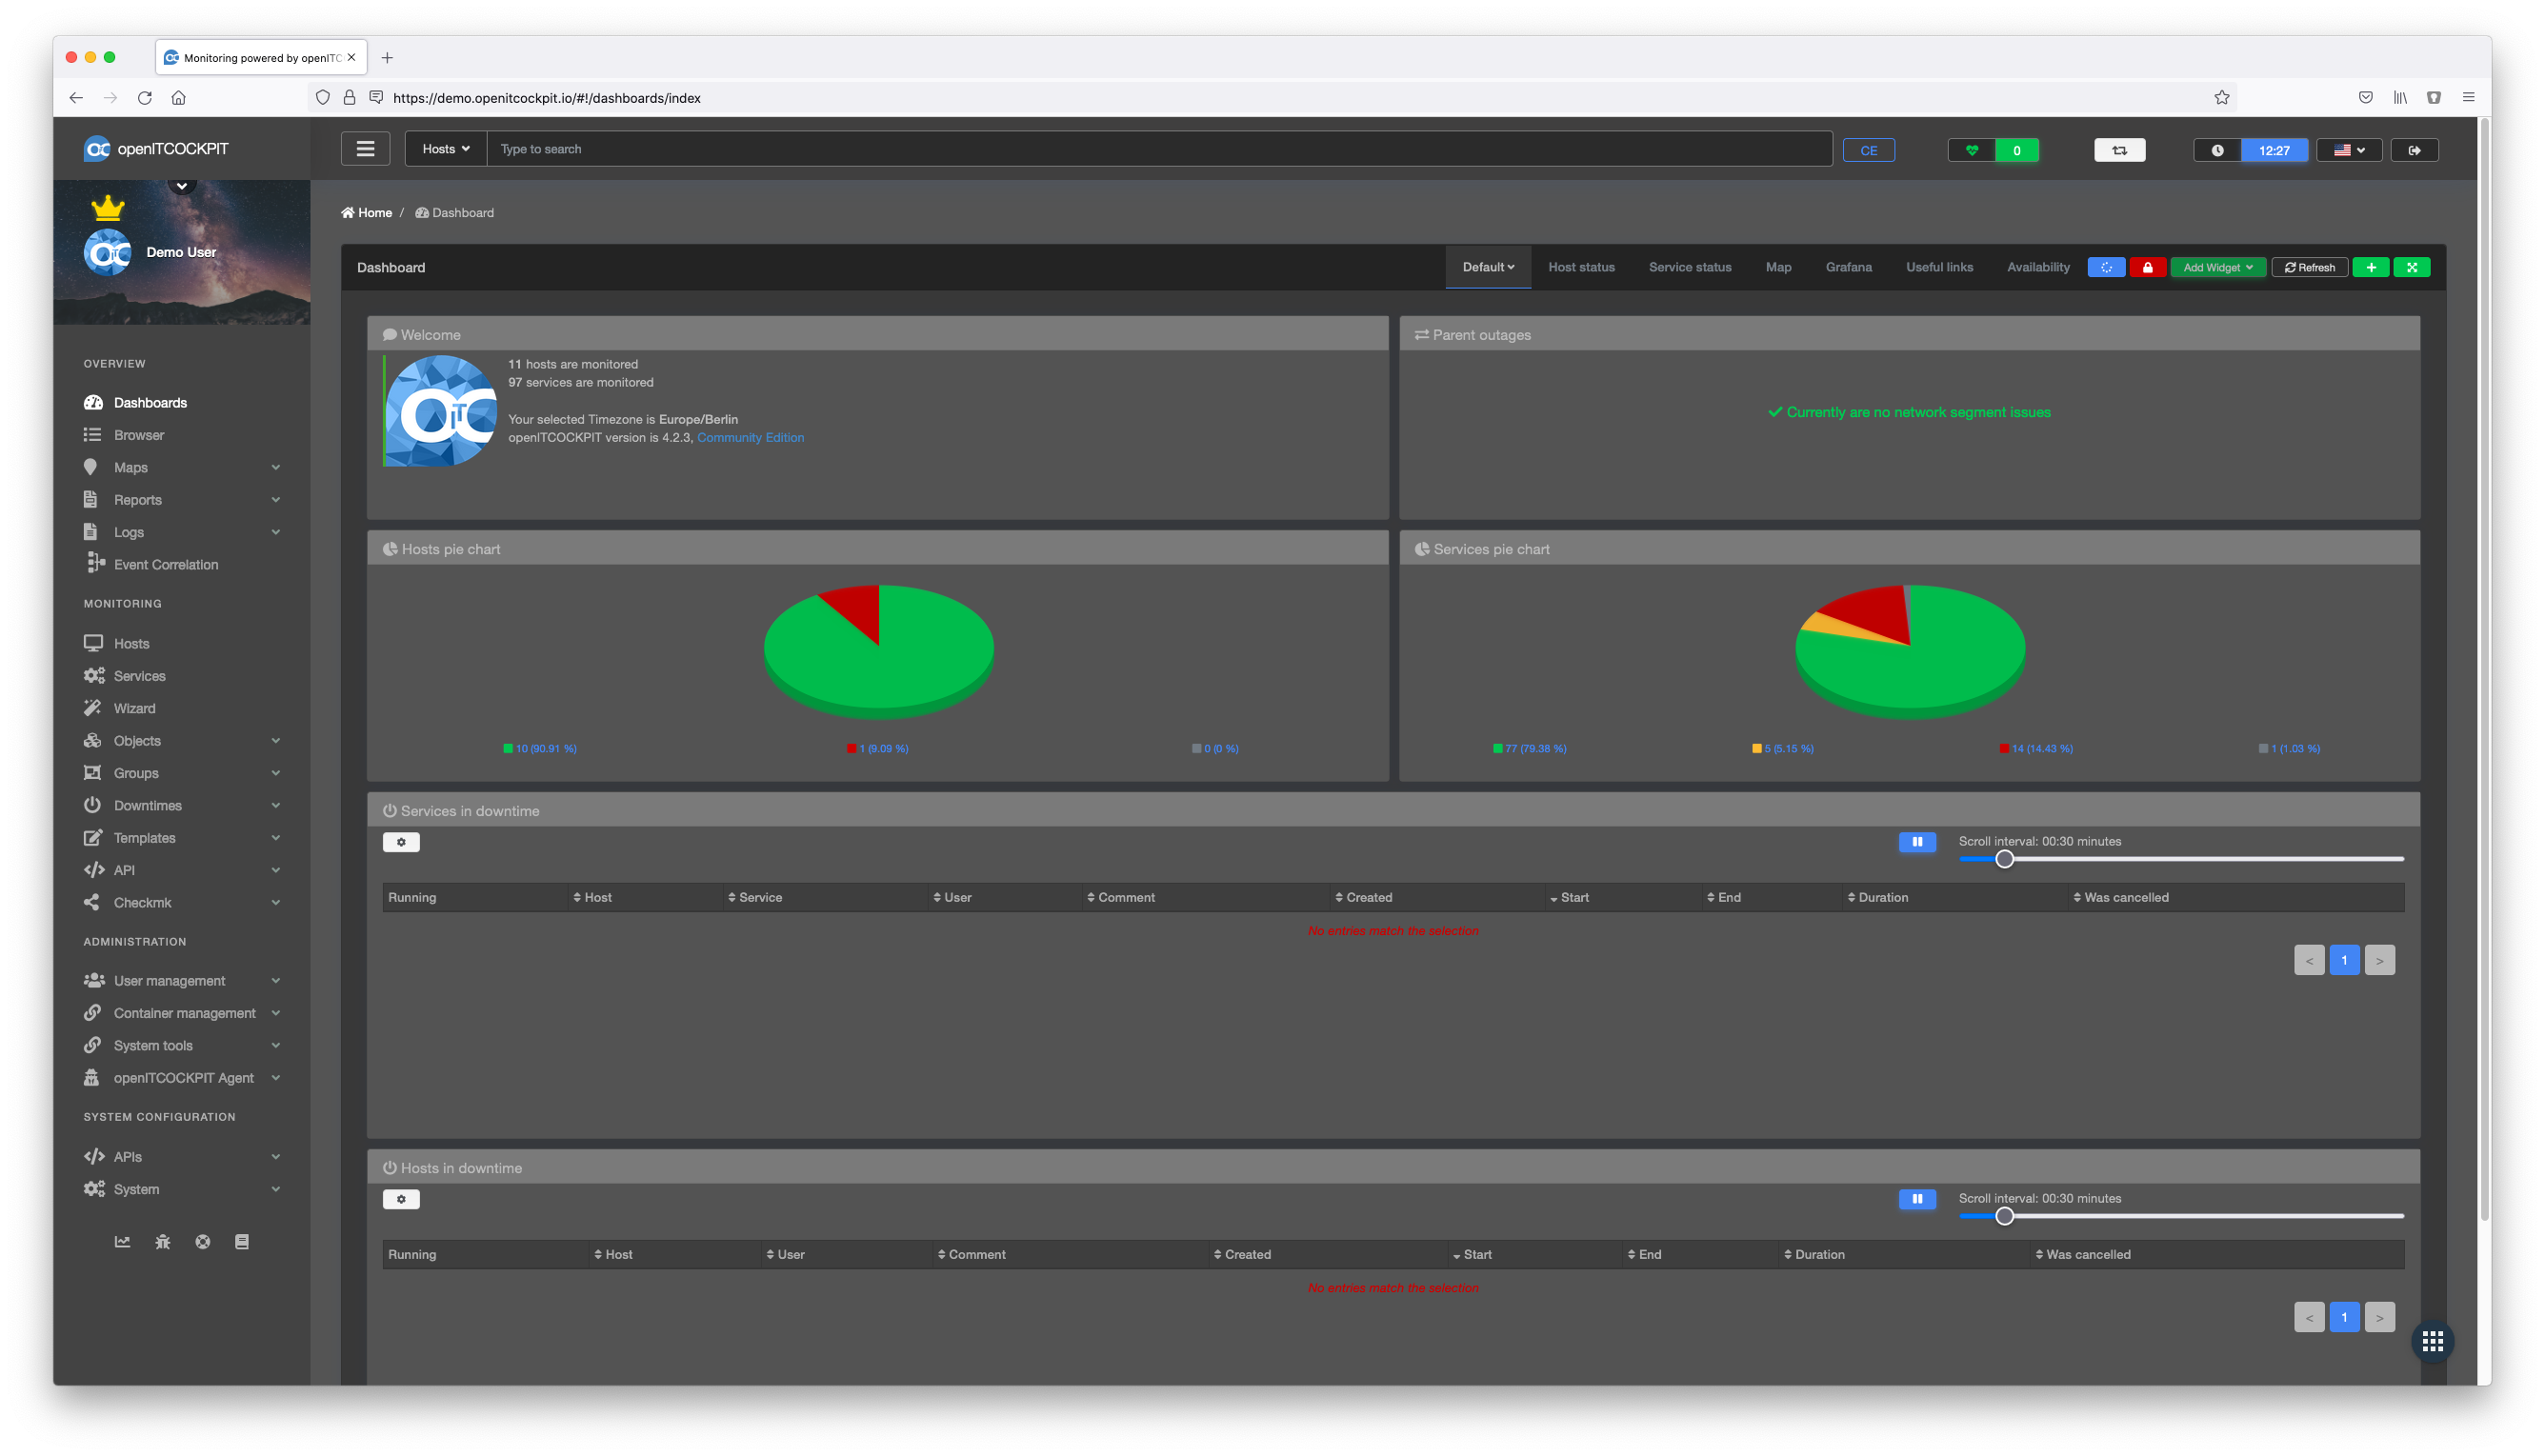 Monitoring powered by openITC
https://demo.openitcockpit.io/#!/dashboards/index
openITCOCKPIT
Hosts
Type to search
CE
0
12:27
Demo User
Home / Dashboard
Dashboard
Default
Host status
Service status
Map
Grafana
Useful links
Availability
Add Widget
Refresh
OVERVIEW
Dashboards
Browser
Maps
Reports
Logs
Event Correlation
MONITORING
Hosts
Services
Wizard
Objects
Groups
Downtimes
Templates
API
Checkmk
ADMINISTRATION
User management
Container management
System tools
openITCOCKPIT Agent
SYSTEM CONFIGURATION
APIs
System
Welcome
11 hosts are monitored
97 services are monitored
Your selected Timezone is Europe/Berlin
openITCOCKPIT version is 4.2.3, Community Edition
Parent outages
Currently are no network segment issues
Hosts pie chart
10 (90.91 %)
1 (9.09 %)
0 (0 %)
Services pie chart
77 (79.38 %)
5 (5.15 %)
14 (14.43 %)
1 (1.03 %)
Services in downtime
Scroll interval: 00:30 minutes
Running Host Service User Comment Created Start End Duration Was cancelled
No entries match the selection
< 1 >
Hosts in downtime
Scroll interval: 00:30 minutes
Running Host User Comment Created Start End Duration Was cancelled
No entries match the selection
< 1 >